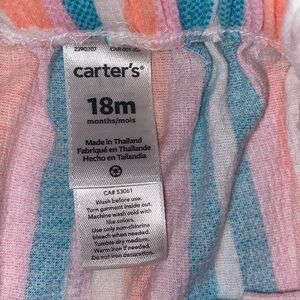 carter's®
18m
months/mois
Made in Thailand
Fabriqué en Thaïlande
Hecho en Tailandia
CA# 53061
Wash before use.
Turn garment inside out.
Machine wash cold with
like colors.
Use only non-chlorine
bleach when needed.
Tumble dry medium.
Warm iron if needed.
Do not iron decoration.